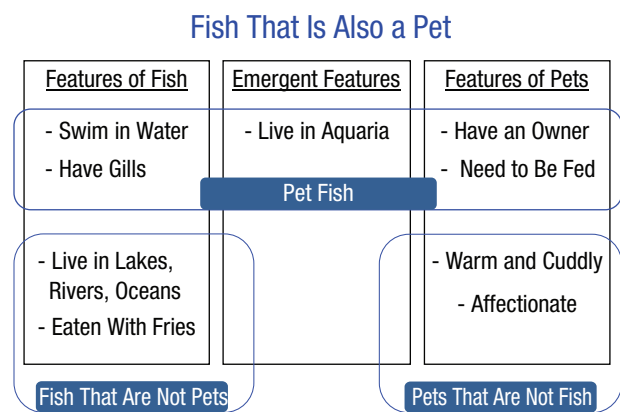 Fish That Is Also a Pet
Features of Fish
- Swim in Water
- Have Gills
Emergent Features
- Live in Aquaria
Features of Pets
- Have an Owner
- Need to Be Fed
Pet Fish
- Live in Lakes,
Rivers, Oceans
- Eaten With Fries
- Warm and Cuddly
- Affectionate
Fish That Are Not Pets
Pets That Are Not Fish